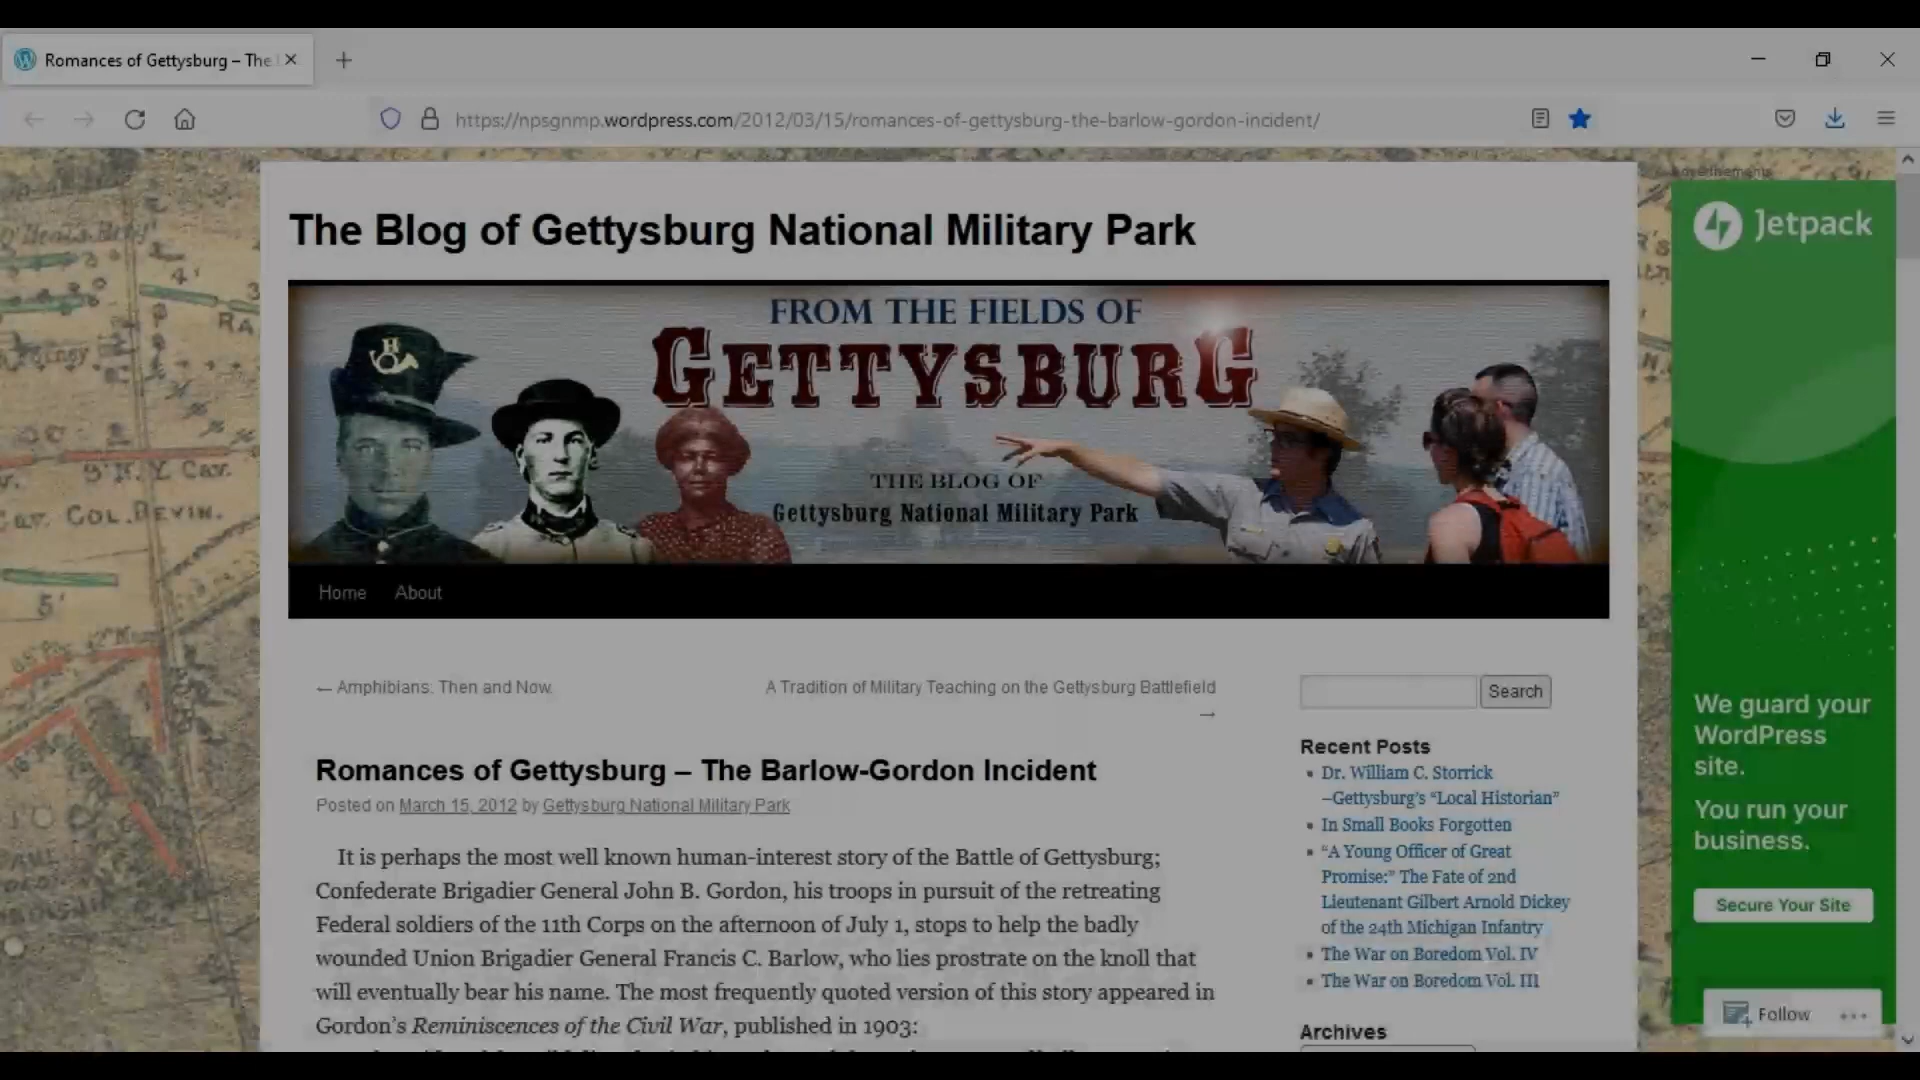 Romances of Gettysburg – The
https://npsgnmp.wordpress.com/2012/03/15/romances-of-gettysburg-the-barlow-gordon-incident/
Advertisements
The Blog of Gettysburg National Military Park
Jetpack
FROM THE FIELDS OF
GETTYSBURG
THE BLOG OF
Gettysburg National Military Park
H
4'
3
RA
9' N. Y. Cav.
Cav. COL. DEVIN.
5'
Home About
← Amphibians: Then and Now
A Tradition of Military Teaching on the Gettysburg Battlefield
→
Search
Romances of Gettysburg – The Barlow-Gordon Incident
Posted on March 15, 2012 by Gettysburg National Military Park
It is perhaps the most well known human-interest story of the Battle of Gettysburg;
Confederate Brigadier General John B. Gordon, his troops in pursuit of the retreating
Federal soldiers of the 11th Corps on the afternoon of July 1, stops to help the badly
wounded Union Brigadier General Francis C. Barlow, who lies prostrate on the knoll that
will eventually bear his name. The most frequently quoted version of this story appeared in
Gordon's Reminiscences of the Civil War, published in 1903:
Recent Posts
Dr. William C. Storrick
–Gettysburg's “Local Historian”
In Small Books Forgotten
“A Young Officer of Great
Promise:” The Fate of 2nd
Lieutenant Gilbert Arnold Dickey
of the 24th Michigan Infantry
The War on Boredom Vol. IV
The War on Boredom Vol. III
Archives
We guard your
WordPress
site.
You run your
business.
Secure Your Site
Follow